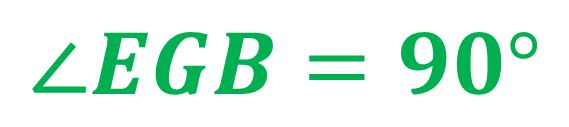 ∠EGB = 90°